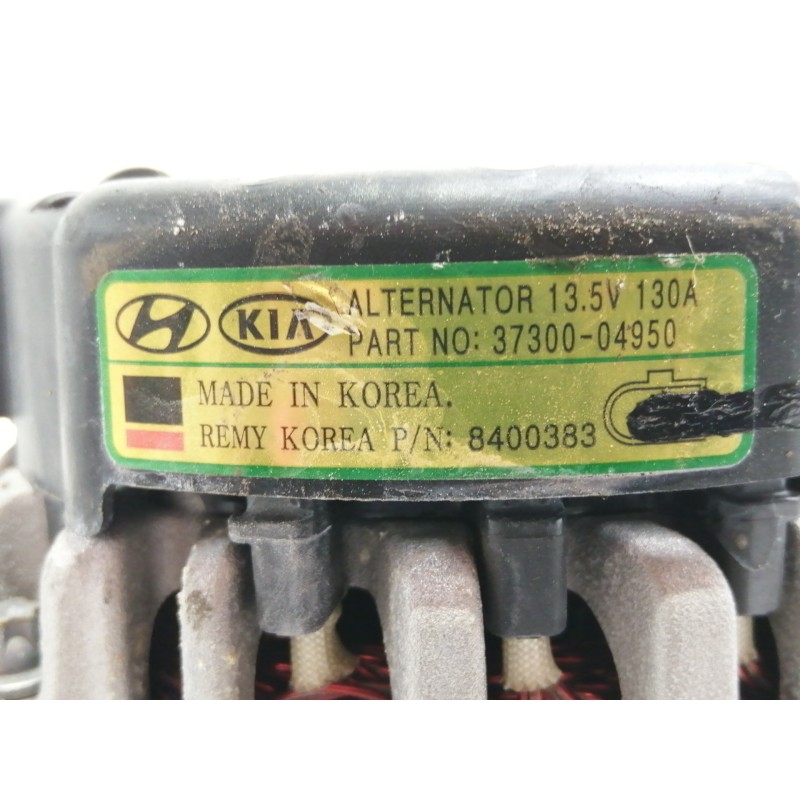 KIA ALTERNATOR 13.5V 130A
PART NO: 37300-04950
MADE IN KOREA.
REMY KOREA P/N: 8400383